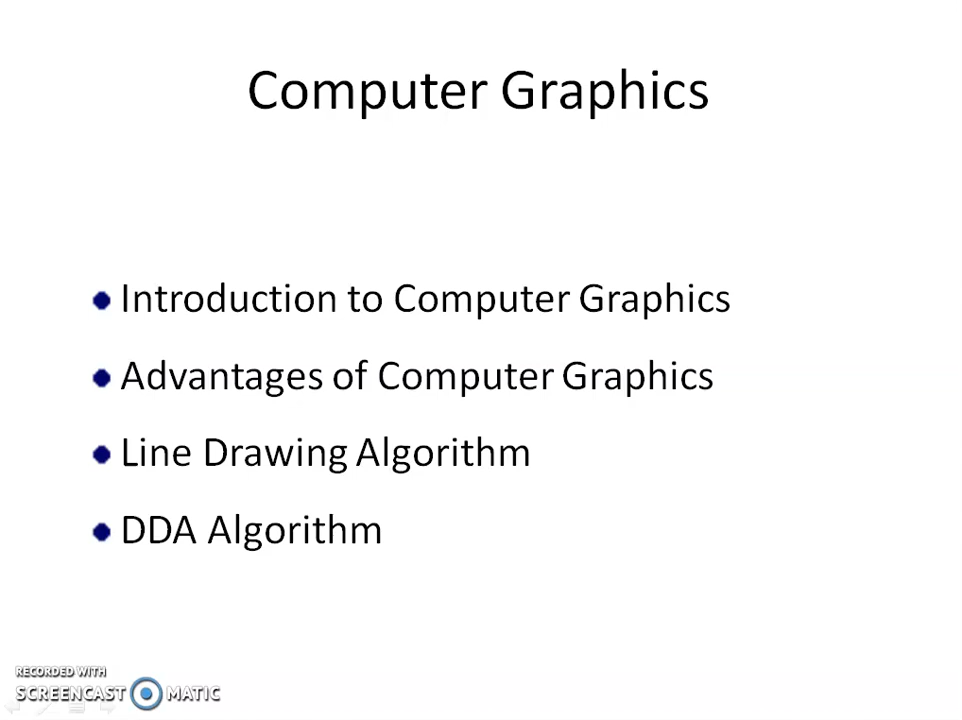 Computer Graphics
Introduction to Computer Graphics
Advantages of Computer Graphics
Line Drawing Algorithm
DDA Algorithm
RECORDED WITH
SCREENCAST MATIC